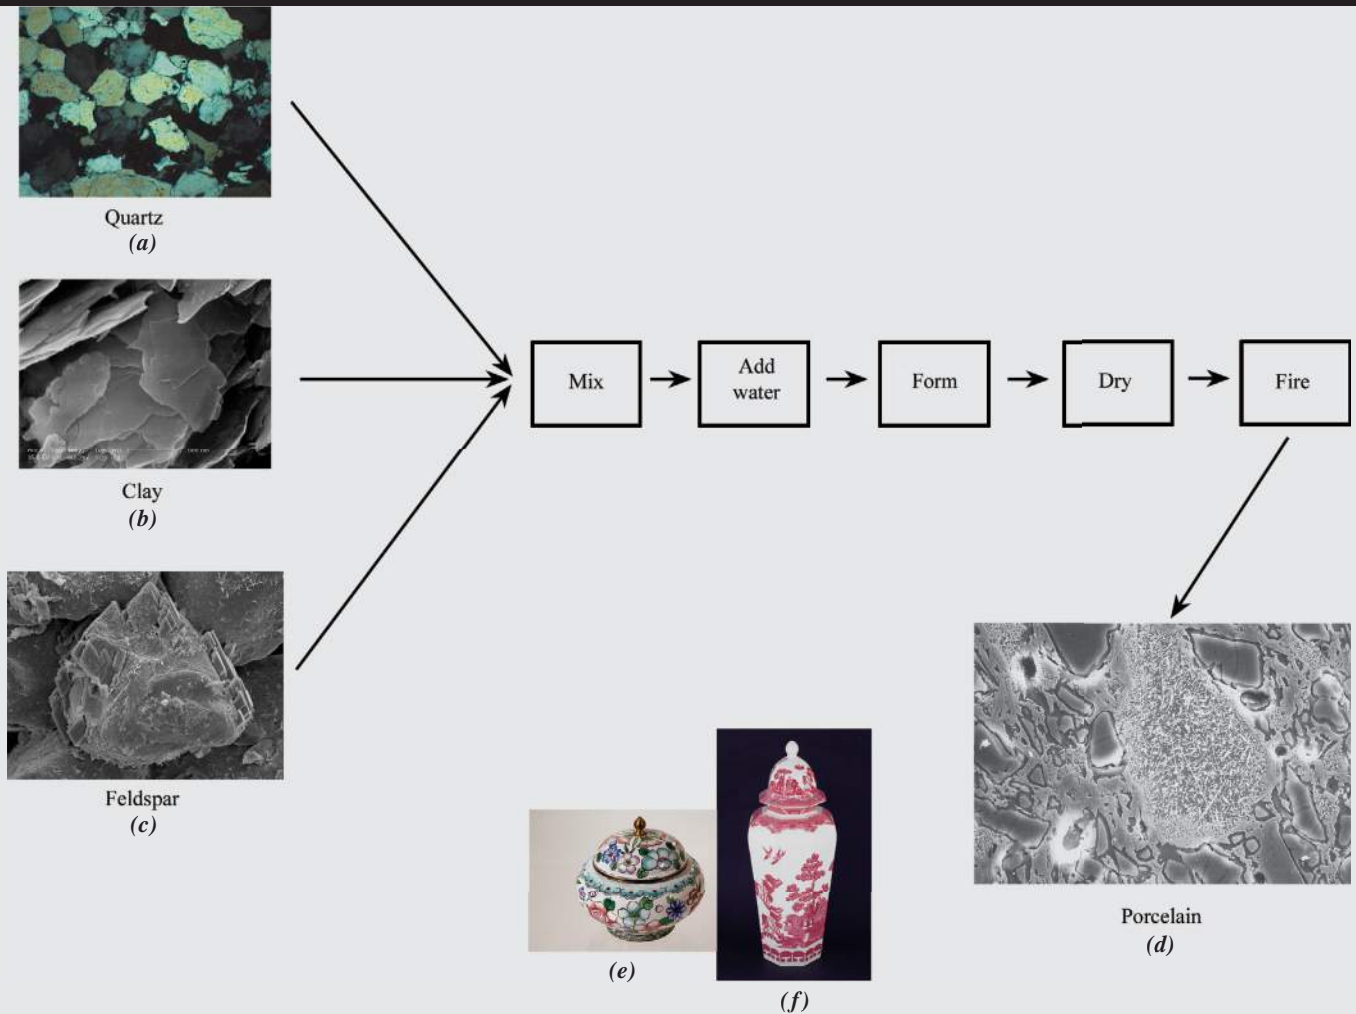 Quartz
(a)
Clay
(b)
Feldspar
(c)
Mix
Add
water
Form
Dry
Fire
Porcelain
(d)
(e)
(f)